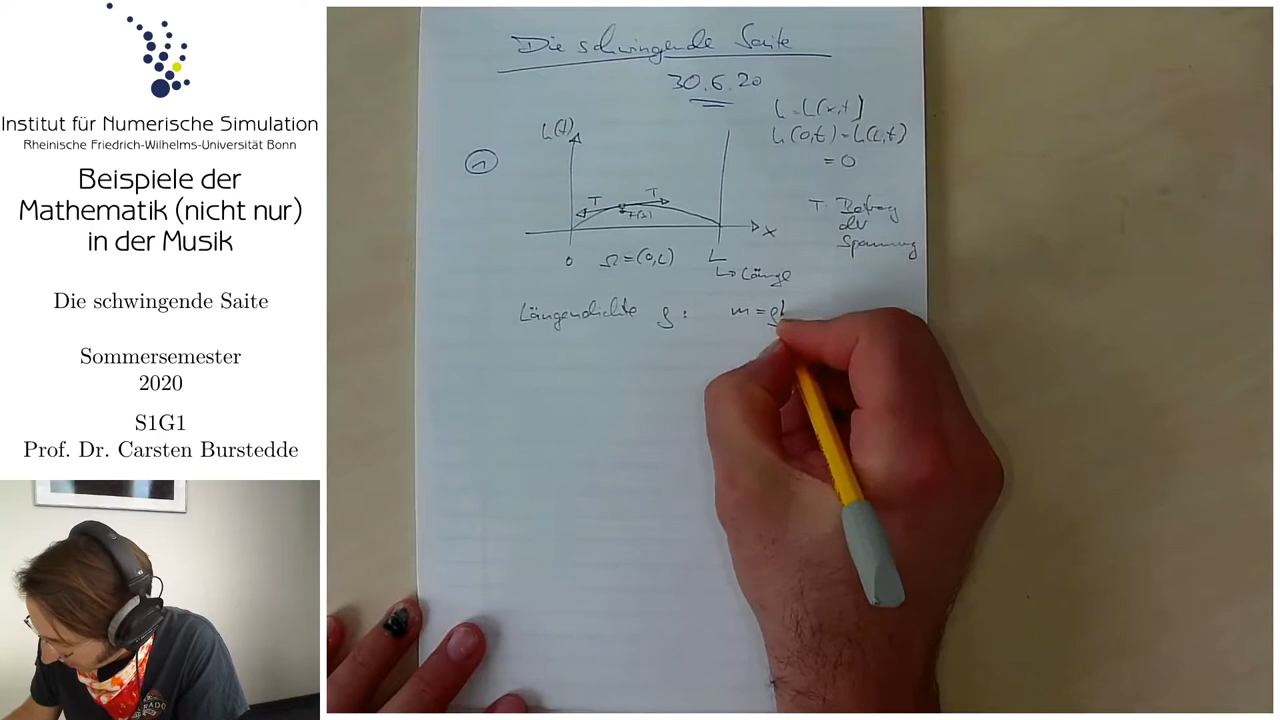 Institut für Numerische Simulation
Rheinische Friedrich-Wilhelms-Universität Bonn
Beispiele der
Mathematik (nicht nur)
in der Musik
Die schwingende Saite
Sommersemester
2020
S1G1
Prof. Dr. Carsten Burstedde
Die schwingende Saite
30.6.20
h = h(x,t)
h(0,t) = h(L,t)
= 0
h(t)
1
T T
x
T: Betrag
der
Spannung
0 Ω = (0,L) L
↳ Länge
Längendichte ρ: m = ρL